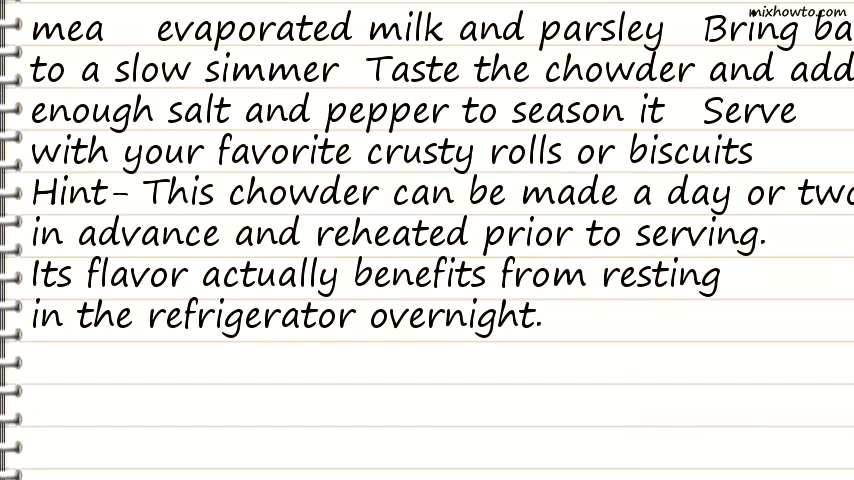 mixhowto.com
mea evaporated milk and parsley Bring ba
to a slow simmer Taste the chowder and add
enough salt and pepper to season it Serve
with your favorite crusty rolls or biscuits
Hint- This chowder can be made a day or two
in advance and reheated prior to serving.
Its flavor actually benefits from resting
in the refrigerator overnight.